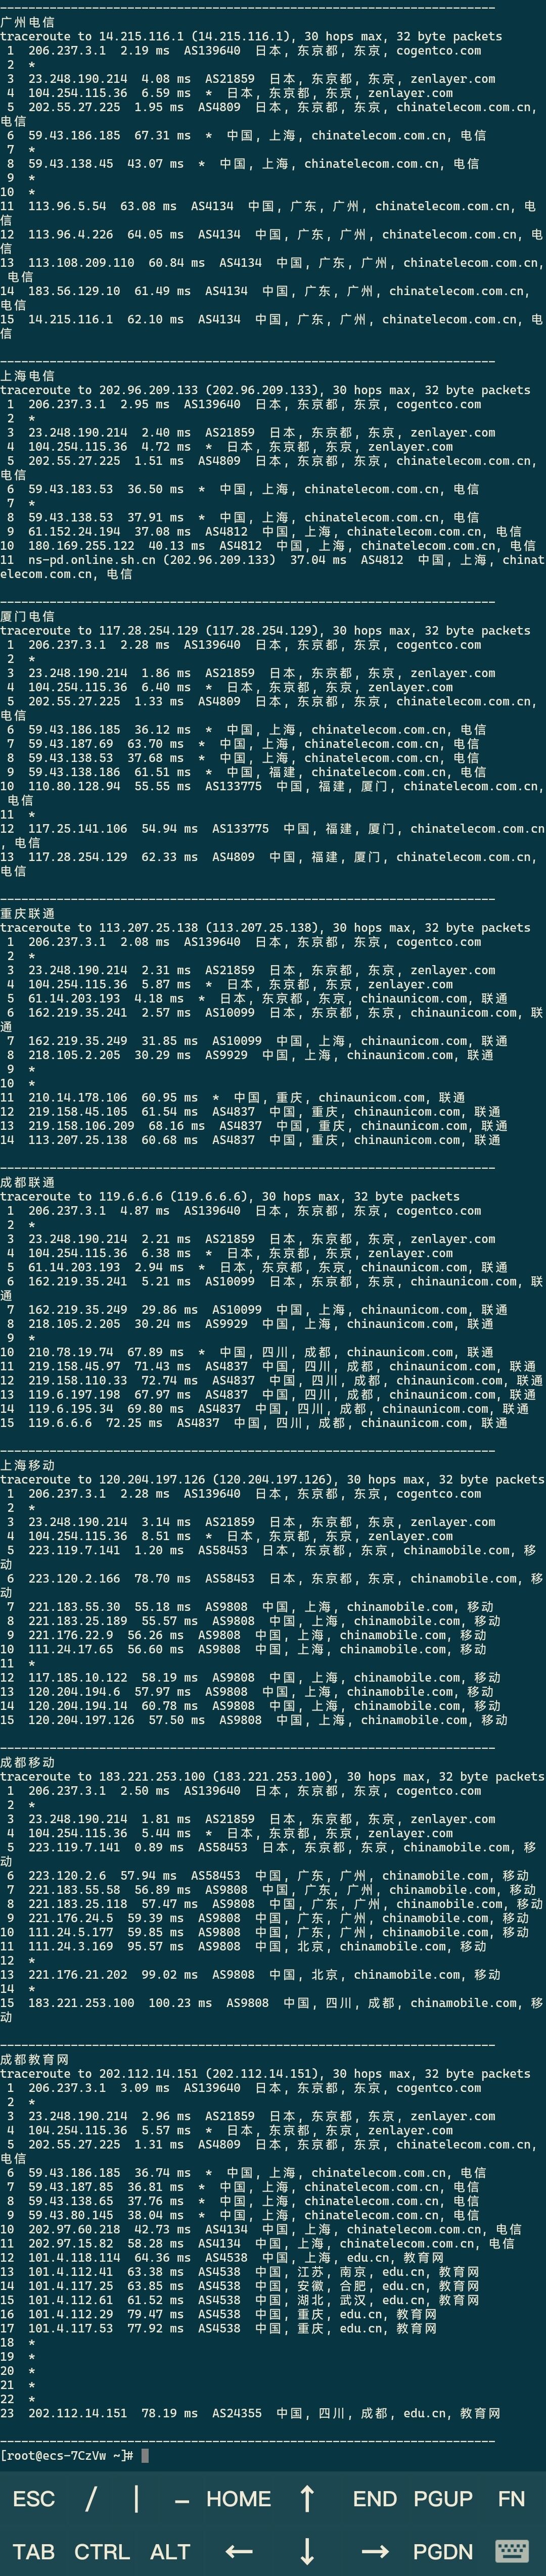 ----------------------------------------------------------------------
广州电信
traceroute to 14.215.116.1 (14.215.116.1), 30 hops max, 32 byte packets
 1  206.237.3.1  2.19 ms  AS139640  日本, 东京都, 东京, cogentco.com
 2  *
 3  23.248.190.214  4.08 ms  AS21859  日本, 东京都, 东京, zenlayer.com
 4  104.254.115.36  6.59 ms  *  日本, 东京都, 东京, zenlayer.com
 5  202.55.27.225  1.95 ms  AS4809  日本, 东京都, 东京, chinatelecom.com.cn,
电信
 6  59.43.186.185  67.31 ms  *  中国, 上海, chinatelecom.com.cn, 电信
 7  *
 8  59.43.138.45  43.07 ms  *  中国, 上海, chinatelecom.com.cn, 电信
 9  *
10  *
11  113.96.5.54  63.08 ms  AS4134  中国, 广东, 广州, chinatelecom.com.cn, 电
信
12  113.96.4.226  64.05 ms  AS4134  中国, 广东, 广州, chinatelecom.com.cn, 电
信
13  113.108.209.110  60.84 ms  AS4134  中国, 广东, 广州, chinatelecom.com.cn,
 电信
14  183.56.129.10  61.49 ms  AS4134  中国, 广东, 广州, chinatelecom.com.cn,
电信
15  14.215.116.1  62.10 ms  AS4134  中国, 广东, 广州, chinatelecom.com.cn, 电
信
----------------------------------------------------------------------
上海电信
traceroute to 202.96.209.133 (202.96.209.133), 30 hops max, 32 byte packets
 1  206.237.3.1  2.95 ms  AS139640  日本, 东京都, 东京, cogentco.com
 2  *
 3  23.248.190.214  2.40 ms  AS21859  日本, 东京都, 东京, zenlayer.com
 4  104.254.115.36  4.72 ms  *  日本, 东京都, 东京, zenlayer.com
 5  202.55.27.225  1.51 ms  AS4809  日本, 东京都, 东京, chinatelecom.com.cn,
电信
 6  59.43.183.53  36.50 ms  *  中国, 上海, chinatelecom.com.cn, 电信
 7  *
 8  59.43.138.53  37.91 ms  *  中国, 上海, chinatelecom.com.cn, 电信
 9  61.152.24.194  37.08 ms  AS4812  中国, 上海, chinatelecom.com.cn, 电信
10  180.169.255.122  40.13 ms  AS4812  中国, 上海, chinatelecom.com.cn, 电信
11  ns-pd.online.sh.cn (202.96.209.133)  37.04 ms  AS4812  中国, 上海, chinat
elecom.com.cn, 电信
----------------------------------------------------------------------
厦门电信
traceroute to 117.28.254.129 (117.28.254.129), 30 hops max, 32 byte packets
 1  206.237.3.1  2.28 ms  AS139640  日本, 东京都, 东京, cogentco.com
 2  *
 3  23.248.190.214  1.86 ms  AS21859  日本, 东京都, 东京, zenlayer.com
 4  104.254.115.36  6.40 ms  *  日本, 东京都, 东京, zenlayer.com
 5  202.55.27.225  1.33 ms  AS4809  日本, 东京都, 东京, chinatelecom.com.cn,
电信
 6  59.43.186.185  36.12 ms  *  中国, 上海, chinatelecom.com.cn, 电信
 7  59.43.187.69  63.70 ms  *  中国, 上海, chinatelecom.com.cn, 电信
 8  59.43.138.53  37.68 ms  *  中国, 上海, chinatelecom.com.cn, 电信
 9  59.43.138.186  61.51 ms  *  中国, 福建, chinatelecom.com.cn, 电信
10  110.80.128.94  55.55 ms  AS133775  中国, 福建, 厦门, chinatelecom.com.cn,
 电信
11  *
12  117.25.141.106  54.94 ms  AS133775  中国, 福建, 厦门, chinatelecom.com.cn
, 电信
13  117.28.254.129  62.33 ms  AS4809  中国, 福建, 厦门, chinatelecom.com.cn,
电信
----------------------------------------------------------------------
重庆联通
traceroute to 113.207.25.138 (113.207.25.138), 30 hops max, 32 byte packets
 1  206.237.3.1  2.08 ms  AS139640  日本, 东京都, 东京, cogentco.com
 2  *
 3  23.248.190.214  2.31 ms  AS21859  日本, 东京都, 东京, zenlayer.com
 4  104.254.115.36  5.87 ms  *  日本, 东京都, 东京, zenlayer.com
 5  61.14.203.193  4.18 ms  *  日本, 东京都, 东京, chinaunicom.com, 联通
 6  162.219.35.241  2.57 ms  AS10099  日本, 东京都, 东京, chinaunicom.com, 联
通
 7  162.219.35.249  31.85 ms  AS10099  中国, 上海, chinaunicom.com, 联通
 8  218.105.2.205  30.29 ms  AS9929  中国, 上海, chinaunicom.com, 联通
 9  *
10  *
11  210.14.178.106  60.95 ms  *  中国, 重庆, chinaunicom.com, 联通
12  219.158.45.105  61.54 ms  AS4837  中国, 重庆, chinaunicom.com, 联通
13  219.158.106.209  68.16 ms  AS4837  中国, 重庆, chinaunicom.com, 联通
14  113.207.25.138  60.68 ms  AS4837  中国, 重庆, chinaunicom.com, 联通
----------------------------------------------------------------------
成都联通
traceroute to 119.6.6.6 (119.6.6.6), 30 hops max, 32 byte packets
 1  206.237.3.1  4.87 ms  AS139640  日本, 东京都, 东京, cogentco.com
 2  *
 3  23.248.190.214  2.21 ms  AS21859  日本, 东京都, 东京, zenlayer.com
 4  104.254.115.36  6.38 ms  *  日本, 东京都, 东京, zenlayer.com
 5  61.14.203.193  2.94 ms  *  日本, 东京都, 东京, chinaunicom.com, 联通
 6  162.219.35.241  5.21 ms  AS10099  日本, 东京都, 东京, chinaunicom.com, 联
通
 7  162.219.35.249  29.86 ms  AS10099  中国, 上海, chinaunicom.com, 联通
 8  218.105.2.205  30.24 ms  AS9929  中国, 上海, chinaunicom.com, 联通
 9  *
10  210.78.19.74  67.89 ms  *  中国, 四川, 成都, chinaunicom.com, 联通
11  219.158.45.97  71.43 ms  AS4837  中国, 四川, 成都, chinaunicom.com, 联通
12  219.158.110.33  72.74 ms  AS4837  中国, 四川, 成都, chinaunicom.com, 联通
13  119.6.197.198  67.97 ms  AS4837  中国, 四川, 成都, chinaunicom.com, 联通
14  119.6.195.34  69.80 ms  AS4837  中国, 四川, 成都, chinaunicom.com, 联通
15  119.6.6.6  72.25 ms  AS4837  中国, 四川, 成都, chinaunicom.com, 联通
----------------------------------------------------------------------
上海移动
traceroute to 120.204.197.126 (120.204.197.126), 30 hops max, 32 byte packets
 1  206.237.3.1  2.28 ms  AS139640  日本, 东京都, 东京, cogentco.com
 2  *
 3  23.248.190.214  3.14 ms  AS21859  日本, 东京都, 东京, zenlayer.com
 4  104.254.115.36  8.51 ms  *  日本, 东京都, 东京, zenlayer.com
 5  223.119.7.141  1.20 ms  AS58453  日本, 东京都, 东京, chinamobile.com, 移
动
 6  223.120.2.166  78.70 ms  AS58453  日本, 东京都, 东京, chinamobile.com, 移
动
 7  221.183.55.30  55.18 ms  AS9808  中国, 上海, chinamobile.com, 移动
 8  221.183.25.189  55.57 ms  AS9808  中国, 上海, chinamobile.com, 移动
 9  221.176.22.9  56.26 ms  AS9808  中国, 上海, chinamobile.com, 移动
10  111.24.17.65  56.60 ms  AS9808  中国, 上海, chinamobile.com, 移动
11  *
12  117.185.10.122  58.19 ms  AS9808  中国, 上海, chinamobile.com, 移动
13  120.204.194.6  57.97 ms  AS9808  中国, 上海, chinamobile.com, 移动
14  120.204.194.14  60.78 ms  AS9808  中国, 上海, chinamobile.com, 移动
15  120.204.197.126  57.50 ms  AS9808  中国, 上海, chinamobile.com, 移动
----------------------------------------------------------------------
成都移动
traceroute to 183.221.253.100 (183.221.253.100), 30 hops max, 32 byte packets
 1  206.237.3.1  2.50 ms  AS139640  日本, 东京都, 东京, cogentco.com
 2  *
 3  23.248.190.214  1.81 ms  AS21859  日本, 东京都, 东京, zenlayer.com
 4  104.254.115.36  5.44 ms  *  日本, 东京都, 东京, zenlayer.com
 5  223.119.7.141  0.89 ms  AS58453  日本, 东京都, 东京, chinamobile.com, 移
动
 6  223.120.2.6  57.94 ms  AS58453  中国, 广东, 广州, chinamobile.com, 移动
 7  221.183.55.58  56.89 ms  AS9808  中国, 广东, 广州, chinamobile.com, 移动
 8  221.183.25.118  57.47 ms  AS9808  中国, 广东, 广州, chinamobile.com, 移动
 9  221.176.24.5  59.39 ms  AS9808  中国, 广东, 广州, chinamobile.com, 移动
10  111.24.5.177  59.85 ms  AS9808  中国, 广东, 广州, chinamobile.com, 移动
11  111.24.3.169  95.57 ms  AS9808  中国, 北京, chinamobile.com, 移动
12  *
13  221.176.21.202  99.02 ms  AS9808  中国, 北京, chinamobile.com, 移动
14  *
15  183.221.253.100  100.23 ms  AS9808  中国, 四川, 成都, chinamobile.com, 移
动
----------------------------------------------------------------------
成都教育网
traceroute to 202.112.14.151 (202.112.14.151), 30 hops max, 32 byte packets
 1  206.237.3.1  3.09 ms  AS139640  日本, 东京都, 东京, cogentco.com
 2  *
 3  23.248.190.214  2.96 ms  AS21859  日本, 东京都, 东京, zenlayer.com
 4  104.254.115.36  5.57 ms  *  日本, 东京都, 东京, zenlayer.com
 5  202.55.27.225  1.31 ms  AS4809  日本, 东京都, 东京, chinatelecom.com.cn,
电信
 6  59.43.186.185  36.74 ms  *  中国, 上海, chinatelecom.com.cn, 电信
 7  59.43.187.85  36.81 ms  *  中国, 上海, chinatelecom.com.cn, 电信
 8  59.43.138.65  37.76 ms  *  中国, 上海, chinatelecom.com.cn, 电信
 9  59.43.80.145  38.04 ms  *  中国, 上海, chinatelecom.com.cn, 电信
10  202.97.60.218  42.73 ms  AS4134  中国, 上海, chinatelecom.com.cn, 电信
11  202.97.15.82  58.28 ms  AS4134  中国, 上海, chinatelecom.com.cn, 电信
12  101.4.118.114  64.36 ms  AS4538  中国, 上海, edu.cn, 教育网
13  101.4.112.41  63.38 ms  AS4538  中国, 江苏, 南京, edu.cn, 教育网
14  101.4.117.25  63.85 ms  AS4538  中国, 安徽, 合肥, edu.cn, 教育网
15  101.4.112.61  61.52 ms  AS4538  中国, 湖北, 武汉, edu.cn, 教育网
16  101.4.112.29  79.47 ms  AS4538  中国, 重庆, edu.cn, 教育网
17  101.4.117.53  77.92 ms  AS4538  中国, 重庆, edu.cn, 教育网
18  *
19  *
20  *
21  *
22  *
23  202.112.14.151  78.19 ms  AS24355  中国, 四川, 成都, edu.cn, 教育网
----------------------------------------------------------------------
[root@ecs-7CzVw ~]#
ESC / | - HOME ↑ END PGUP FN
TAB CTRL ALT ← ↓ → PGDN